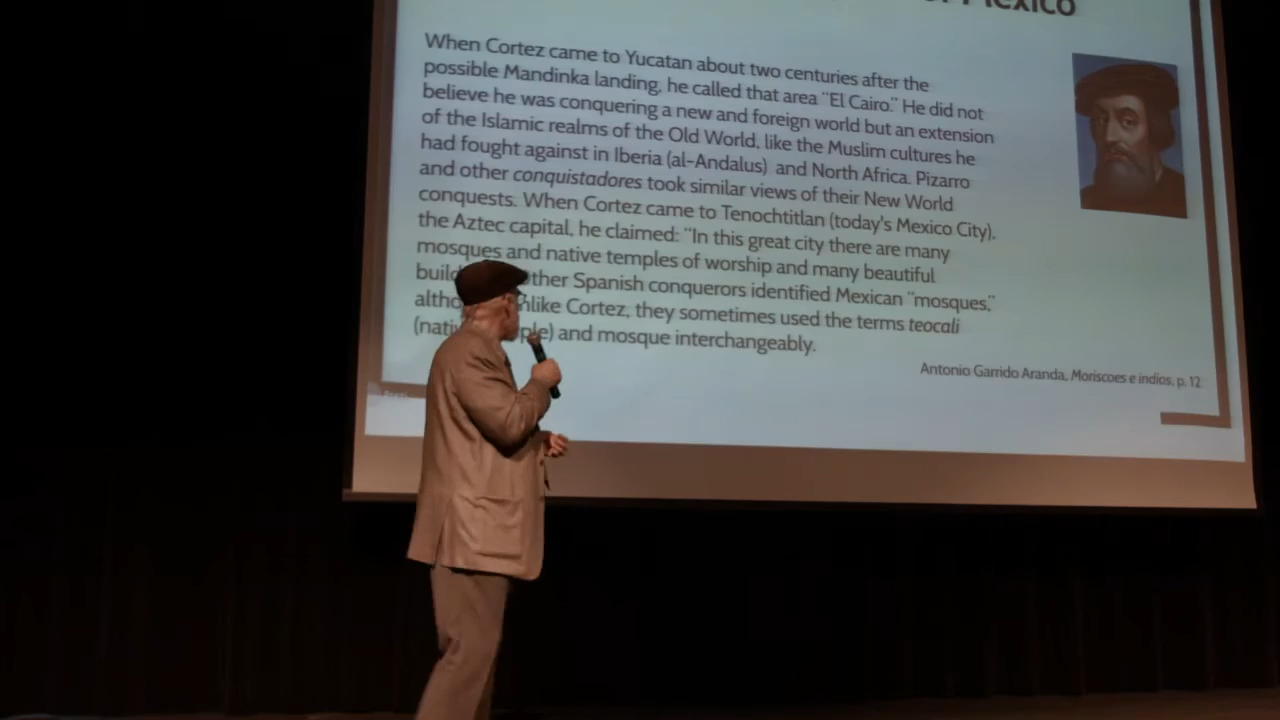 Mexico
When Cortez came to Yucatan about two centuries after the
possible Mandinka landing, he called that area "El Cairo." He did not
believe he was conquering a new and foreign world but an extension
of the Islamic realms of the Old World, like the Muslim cultures he
had fought against in Iberia (al-Andalus) and North Africa. Pizarro
and other conquistadores took similar views of their New World
conquests. When Cortez came to Tenochtitlan (today's Mexico City),
the Aztec capital, he claimed: "In this great city there are many
mosques and native temples of worship and many beautiful
Spanish conquerors identified Mexican "mosques,"
Cortez, they sometimes used the terms teocali
and mosque interchangeably.
Antonio Garrido Aranda, Moriscoes e indios, p. 12